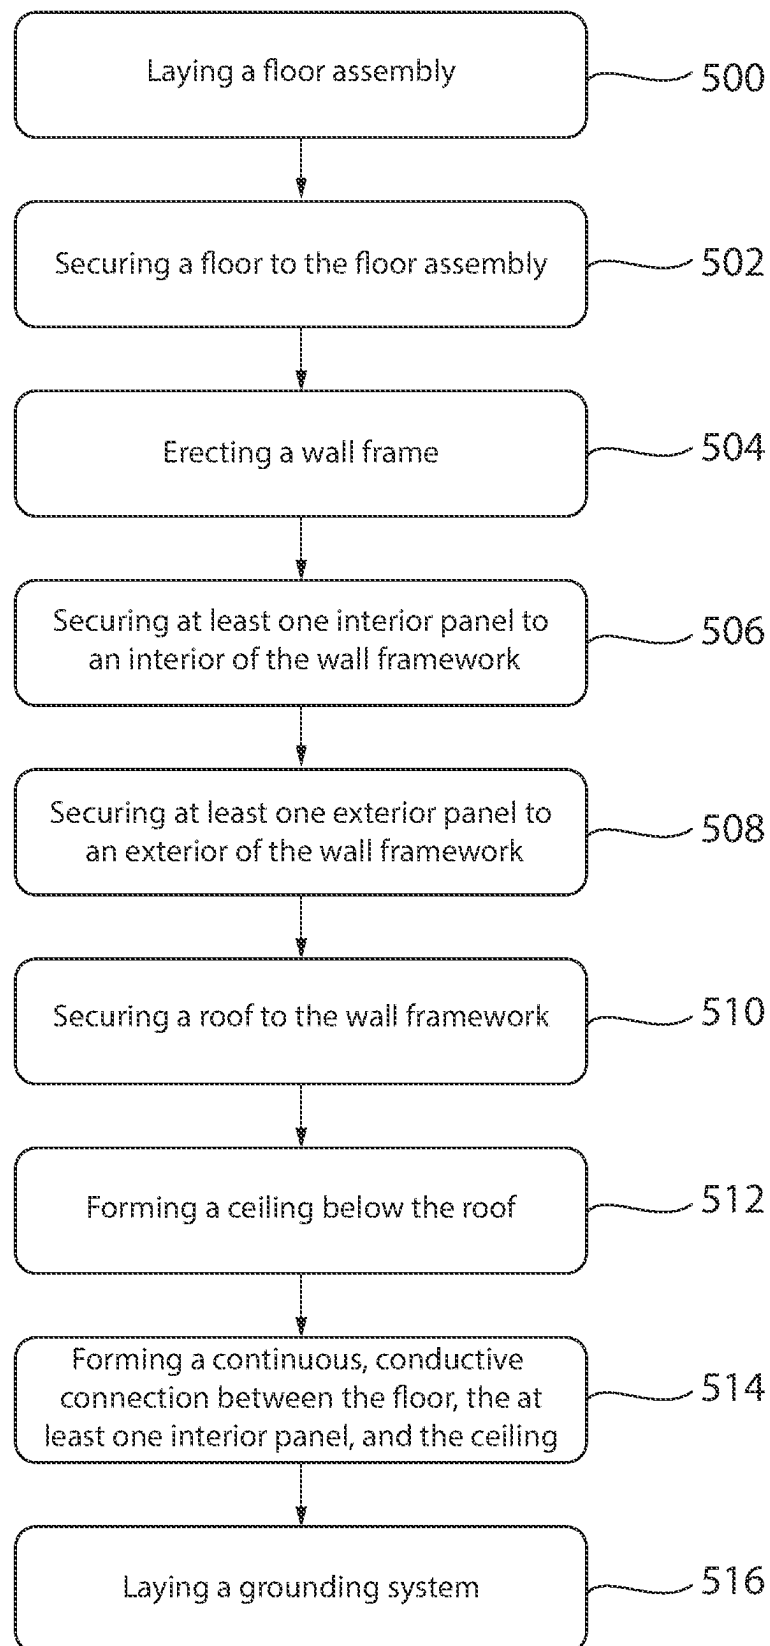 Laying a floor assembly
500
Securing a floor to the floor assembly
502
Erecting a wall frame
504
Securing at least one interior panel to
an interior of the wall framework
506
Securing at least one exterior panel to
an exterior of the wall framework
508
Securing a roof to the wall framework
510
Forming a ceiling below the roof
512
Forming a continuous, conductive
connection between the floor, the at
least one interior panel, and the ceiling
514
Laying a grounding system
516